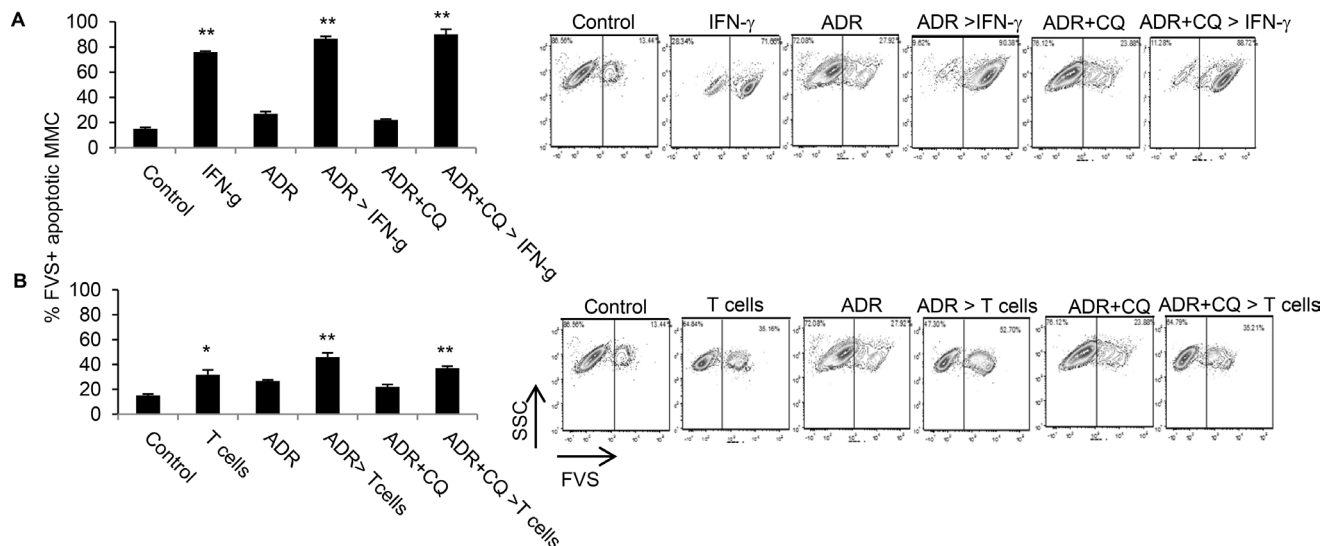 A
% FVS+ apoptotic MMC
100
80
60
40
20
0
** ** **
Control
IFN-g
ADR
ADR > IFN-g
ADR+CQ
ADR+CQ > IFN-g
Control IFN-γ ADR ADR >IFN-γ ADR+CQ ADR+CQ > IFN-γ
86.56% 13.44% 28.34% 71.66% 72.08% 27.92% 9.62% 90.38% 76.12% 23.88% 11.28% 88.72%
B
100
80
60
40
20
0
* ** **
Control
T cells
ADR
ADR> Tcells
ADR+CQ
ADR+CQ >T cells
Control T cells ADR ADR > T cells ADR+CQ ADR+CQ > T cells
86.56% 13.44% 64.84% 35.16% 72.08% 27.92% 47.30% 52.70% 76.12% 23.88% 64.79% 35.21%
SSC
FVS